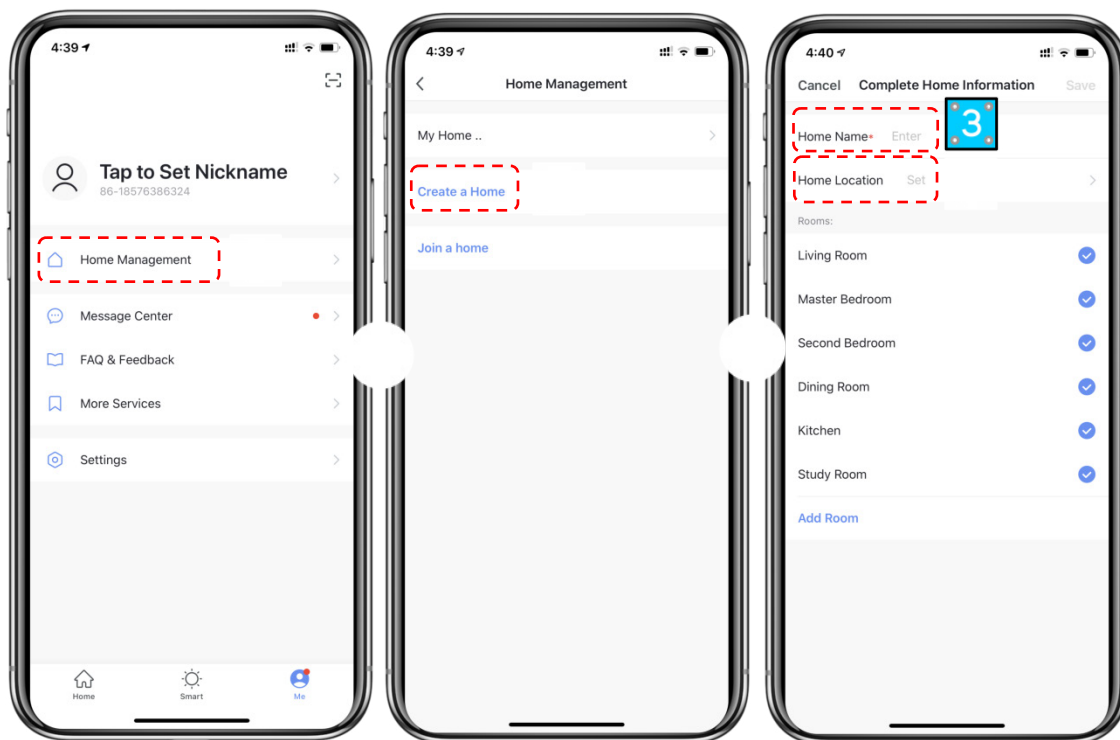 4:39
Tap to Set Nickname
86-18576386324
Home Management
Message Center
FAQ & Feedback
More Services
Settings
Home
Smart
Me
4:39
Home Management
My Home ..
Create a Home
Join a home
4:40
Cancel Complete Home Information Save
3
Home Name* Enter
Home Location Set
Rooms:
Living Room
Master Bedroom
Second Bedroom
Dining Room
Kitchen
Study Room
Add Room